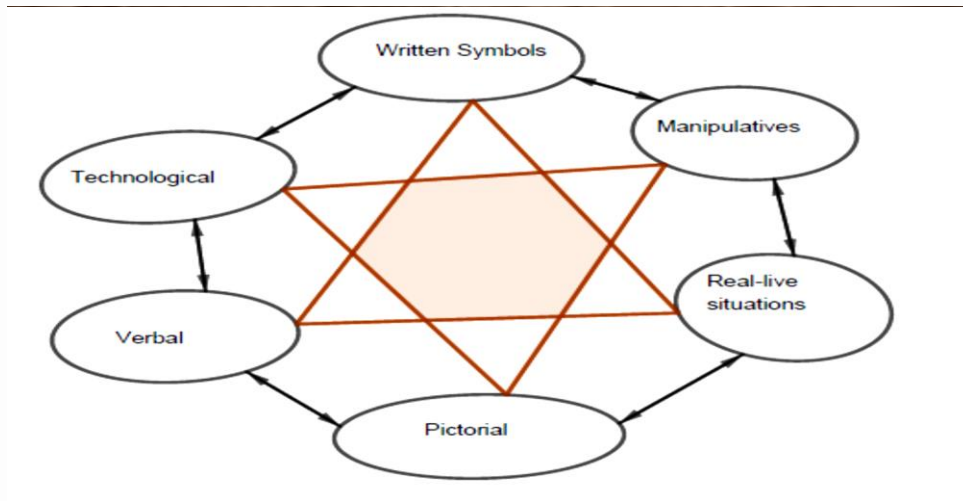 Written Symbols
Manipulatives
Technological
Real-live
situations
Verbal
Pictorial